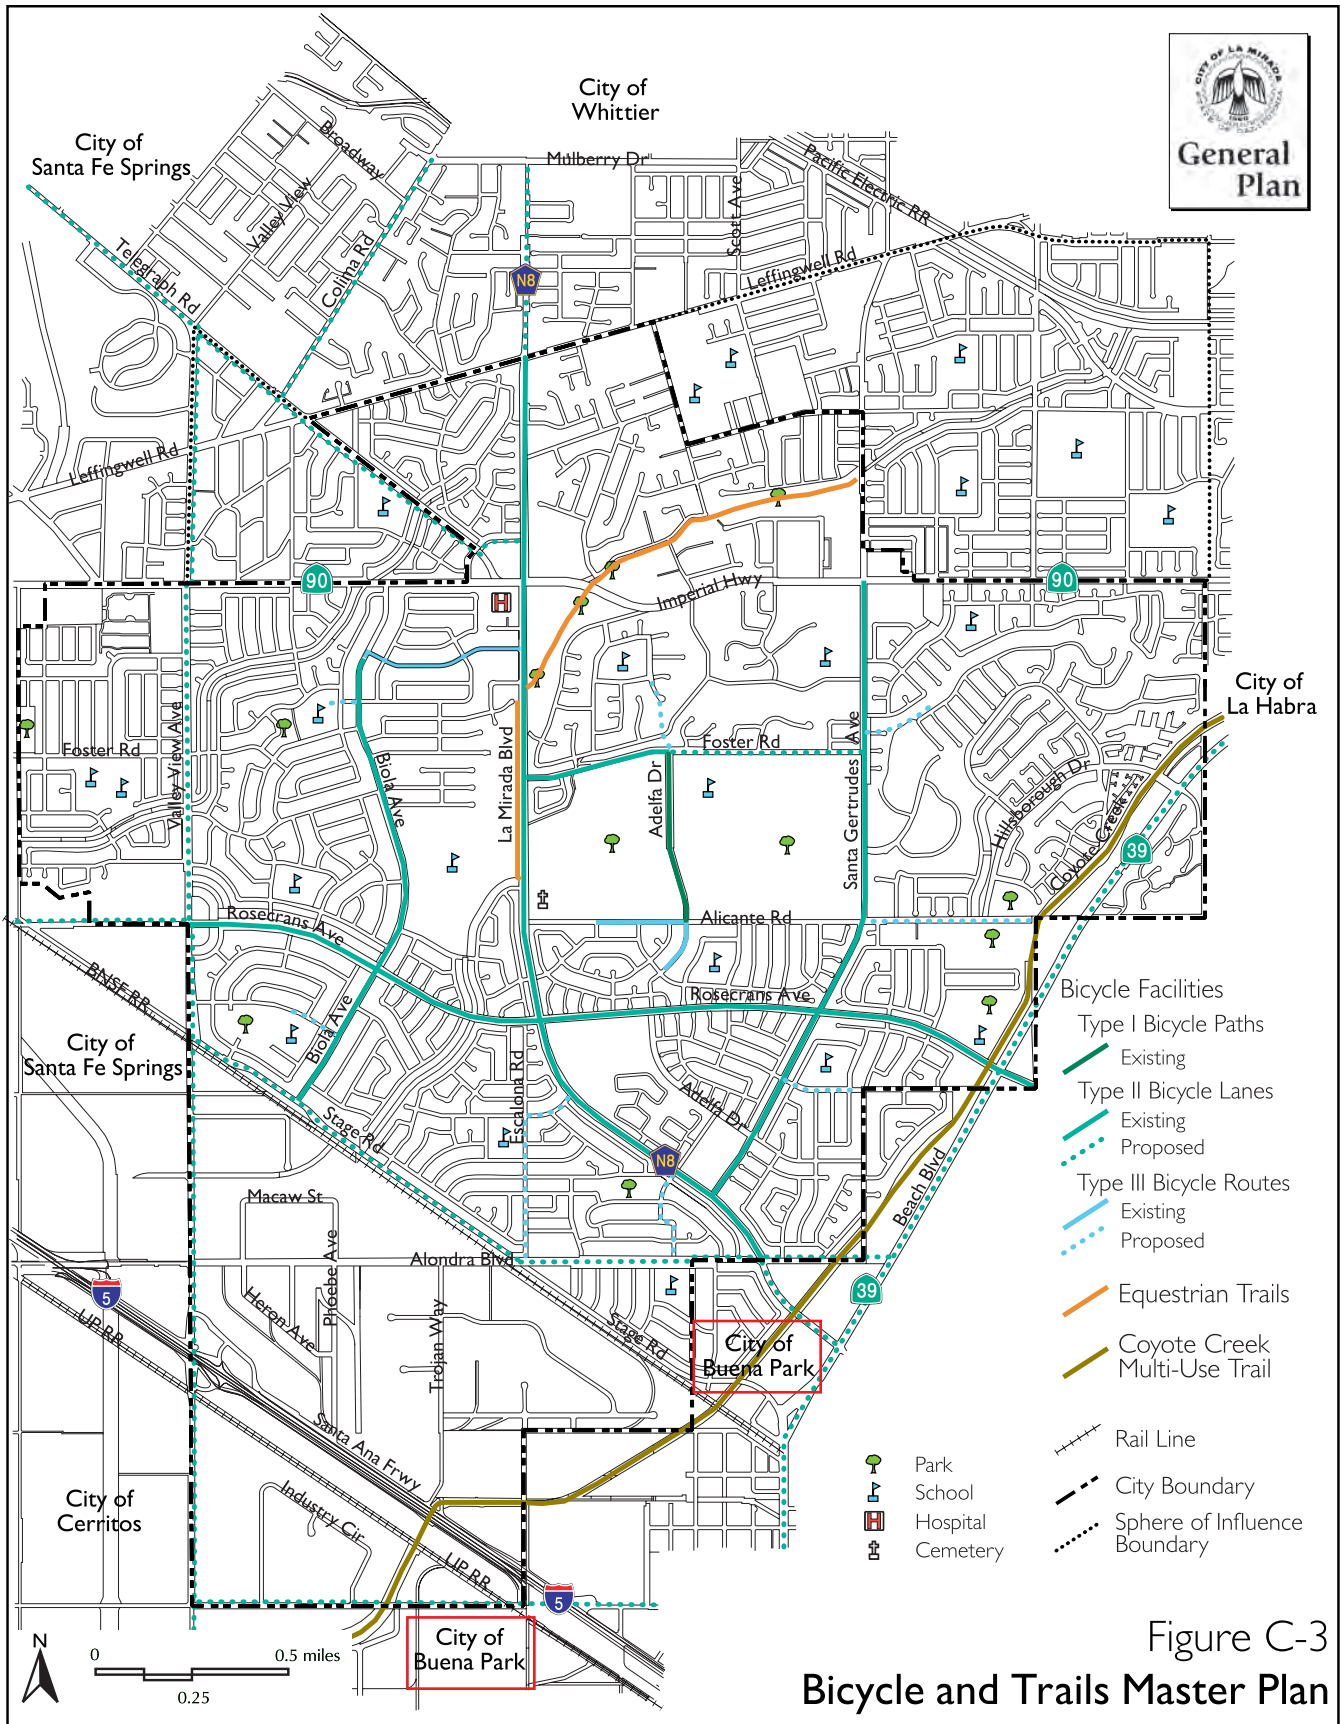 City of
Whittier
CITY OF LA MIRADA
1960
General
Plan
City of
Santa Fe Springs
Broadway
Mulberry Dr
Pacific Electric RR
Valley View
Scott Ave
Telegraph Rd
Colima Rd
Leffingwell Rd
N8
Leffingwell Rd
90
90
Imperial Hwy
H
City of
La Habra
Foster Rd
Foster Rd
Valley View Ave
Biola Ave
La Mirada Blvd
Adelfa Dr
Santa Gertrudes Ave
Hillsborough Dr
Coyote Creek
39
Rosecrans Ave
Alicante Rd
BNSF RR
Rosecrans Ave
Biola Ave
City of
Santa Fe Springs
Escalona Rd
Adelfa Dr
Stage Rd
N8
Beach Blvd
Macaw St
Alondra Blvd
Phoebe Ave
5
39
UP RR
Heron Ave
Trojan Way
Stage Rd
City of
Buena Park
Santa Ana Frwy
City of
Cerritos
Industry Cir
UP RR
5
City of
Buena Park
Bicycle Facilities
Type I Bicycle Paths
Existing
Type II Bicycle Lanes
Existing
Proposed
Type III Bicycle Routes
Existing
Proposed
Equestrian Trails
Coyote Creek
Multi-Use Trail
Rail Line
City Boundary
Sphere of Influence
Boundary
Park
School
H Hospital
Cemetery
N
0 0.5 miles
0.25
Figure C-3
Bicycle and Trails Master Plan